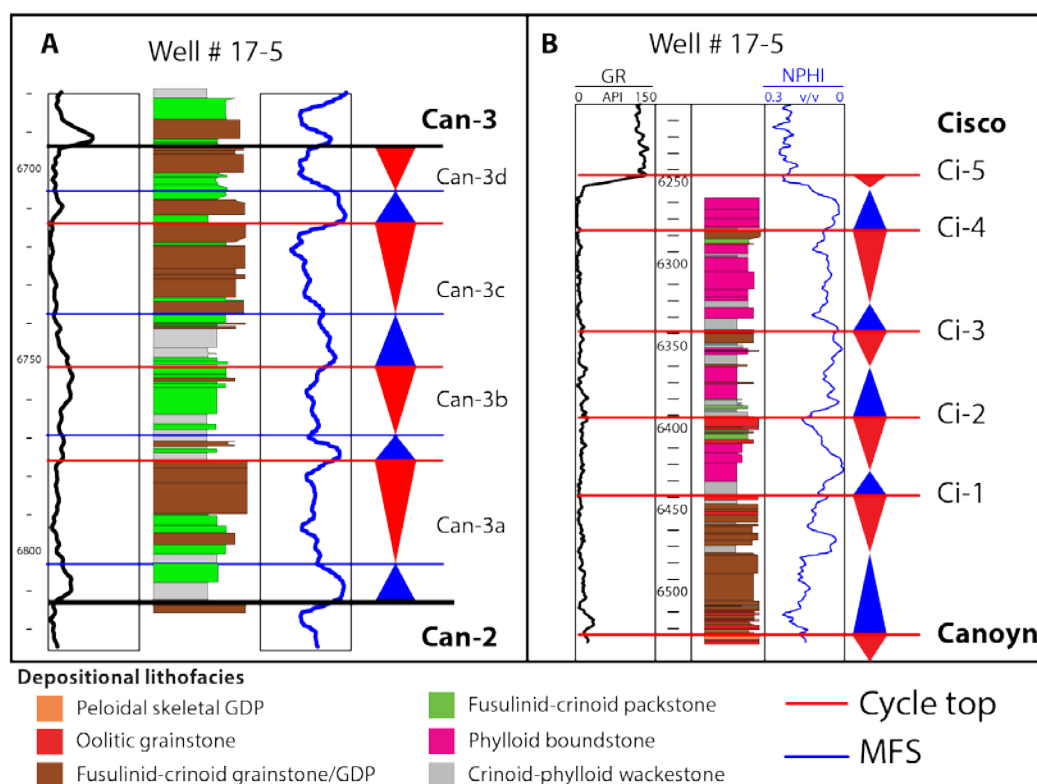 A
Well # 17-5
Can-3
6700
Can-3d
Can-3c
6750
Can-3b
Can-3a
6800
Can-2
B
Well # 17-5
GR
0 API 150
NPHI
0.3 v/v 0
Cisco
Ci-5
6250
Ci-4
6300
Ci-3
6350
Ci-2
6400
Ci-1
6450
6500
Canoyn
Depositional lithofacies
Peloidal skeletal GDP
Oolitic grainstone
Fusulinid-crinoid grainstone/GDP
Fusulinid-crinoid packstone
Phylloid boundstone
Crinoid-phylloid wackestone
Cycle top
MFS